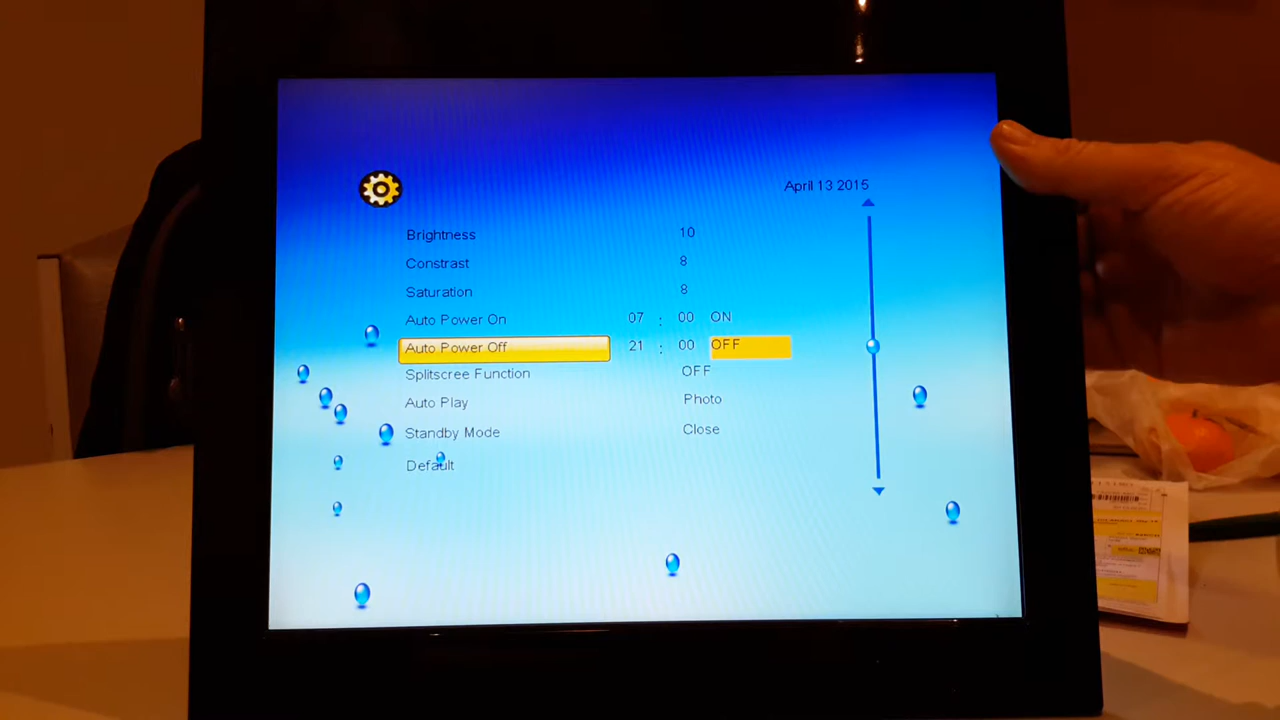 April 13 2015
Brightness 10
Constrast 8
Saturation 8
Auto Power On 07 : 00 ON
Auto Power Off 21 : 00 OFF
Splitscree Function OFF
Auto Play Photo
Standby Mode Close
Default